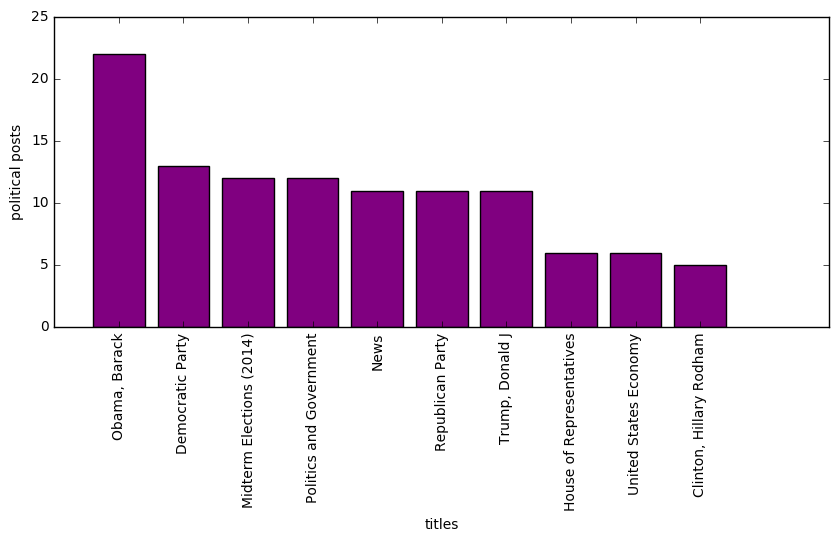 25
20
15
10
5
0
political posts
Obama, Barack
Democratic Party
Midterm Elections (2014)
Politics and Government
News
Republican Party
Trump, Donald J
House of Representatives
United States Economy
Clinton, Hillary Rodham
titles